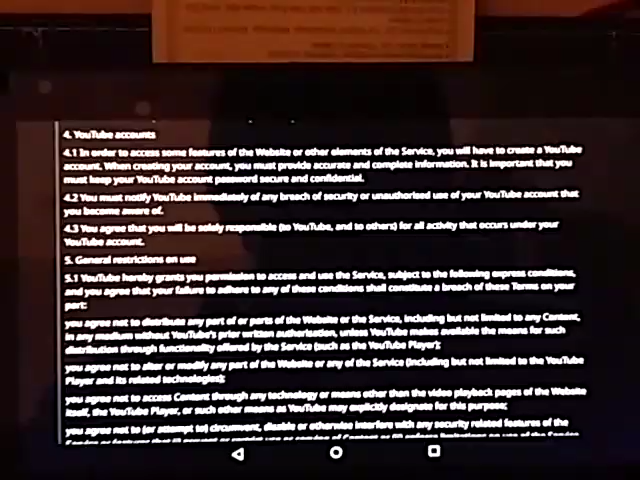 4. YouTube accounts
4.1 In order to access some features of the Website or other elements of the Service, you will have to create a YouTube
account. When creating your account, you must provide accurate and complete information. It is important that you
must keep your YouTube account password secure and confidential.
4.2 You must notify YouTube immediately of any breach of security or unauthorised use of your YouTube account that
you become aware of.
4.3 You agree that you will be solely responsible (to YouTube, and to others) for all activity that occurs under your
YouTube account.
5. General restrictions on use
5.1 YouTube hereby grants you permission to access and use the Service, subject to the following express conditions,
and you agree that your failure to adhere to any of these conditions shall constitute a breach of these Terms on your
part:
you agree not to distribute any part of or parts of the Website or the Service, including but not limited to any Content,
in any medium without YouTube's prior written authorisation, unless YouTube makes available the means for such
distribution through functionality offered by the Service (such as the YouTube Player);
you agree not to alter or modify any part of the Website or any of the Service (including but not limited to the YouTube
Player and its related technologies);
you agree not to access Content through any technology or means other than the video playback pages of the Website
itself, the YouTube Player, or such other means as YouTube may explicitly designate for this purpose;
you agree not to (or attempt to) circumvent, disable or otherwise interfere with any security related features of the